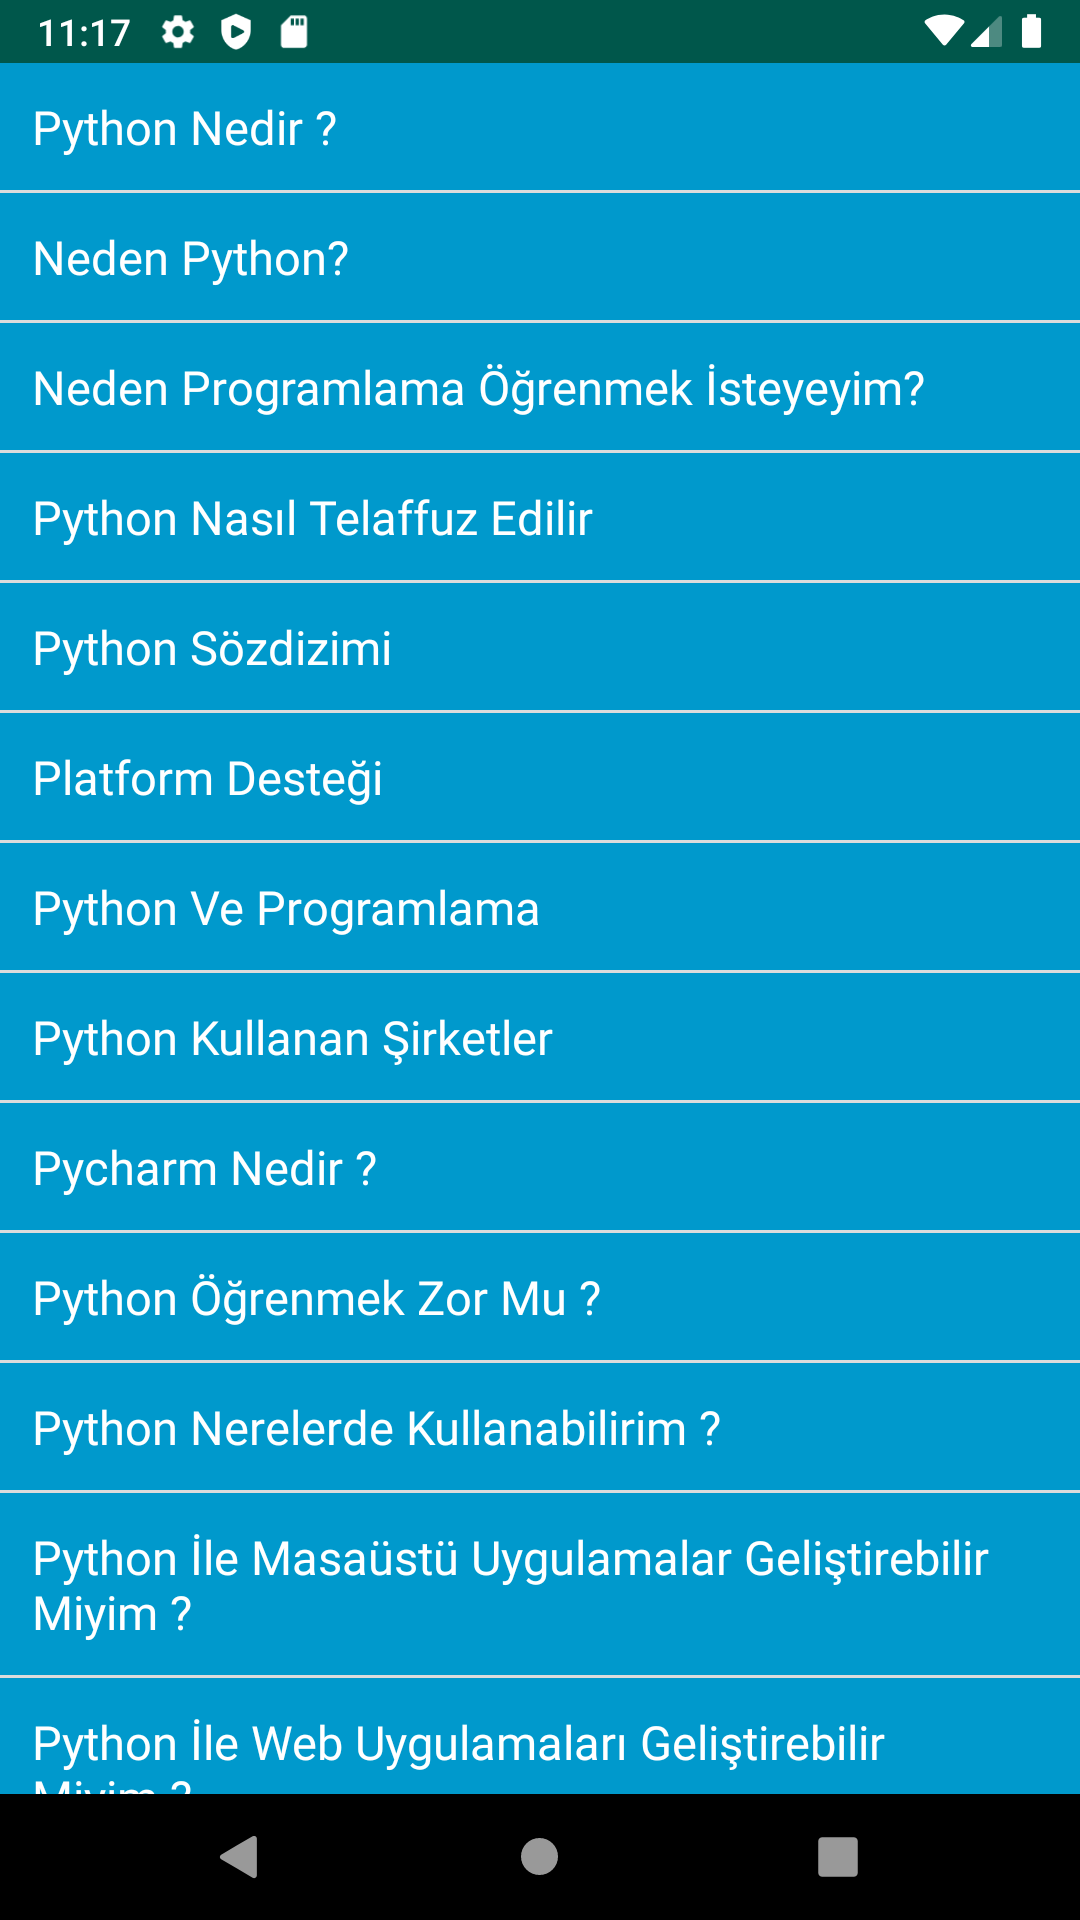 11:17
Python Nedir ?
Neden Python?
Neden Programlama Öğrenmek İsteyeyim?
Python Nasıl Telaffuz Edilir
Python Sözdizimi
Platform Desteği
Python Ve Programlama
Python Kullanan Şirketler
Pycharm Nedir ?
Python Öğrenmek Zor Mu ?
Python Nerelerde Kullanabilirim ?
Python İle Masaüstü Uygulamalar Geliştirebilir
Miyim ?
Python İle Web Uygulamaları Geliştirebilir
Miyim ?